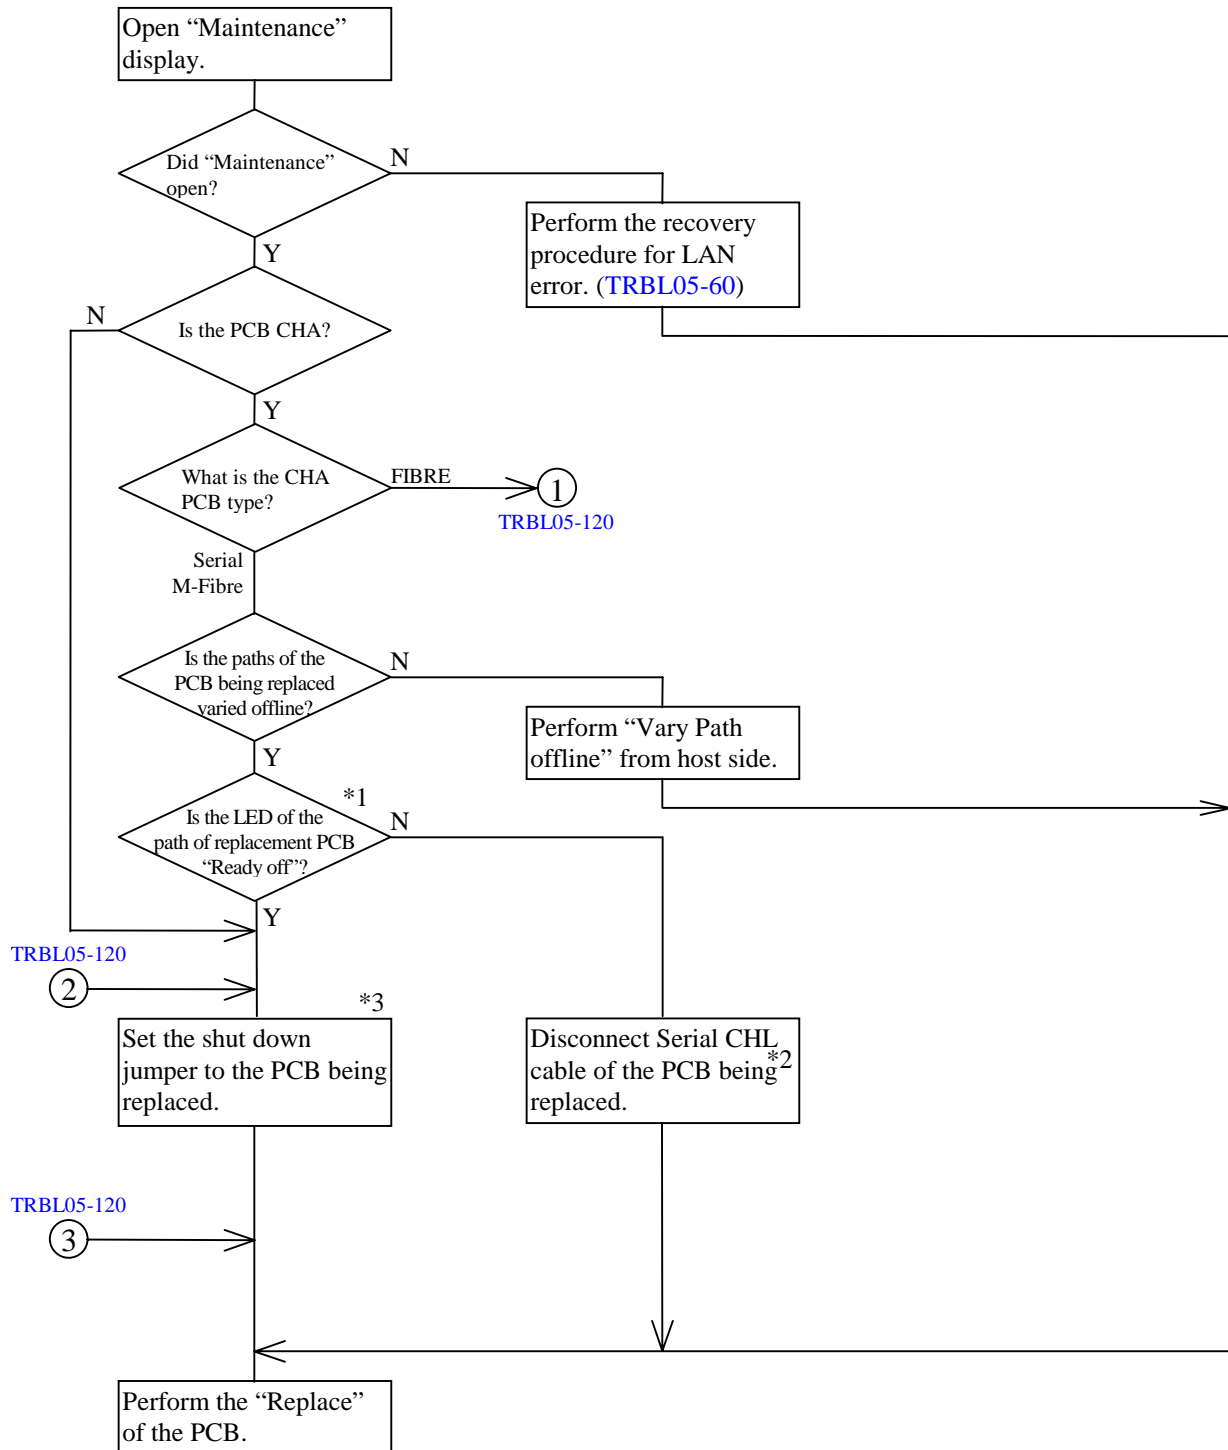 Open “Maintenance”
display.
Did “Maintenance”
open?
N
Y
Perform the recovery
procedure for LAN
error. (TRBL05-60)
N
Is the PCB CHA?
Y
What is the CHA
PCB type?
FIBRE
1
TRBL05-120
Serial
M-Fibre
Is the paths of the
PCB being replaced
varied offline?
N
Y
Perform “Vary Path
offline” from host side.
*1
Is the LED of the
path of replacement PCB
“Ready off”?
N
Y
TRBL05-120
2
*3
Set the shut down
jumper to the PCB being
replaced.
Disconnect Serial CHL
cable of the PCB being*2
replaced.
TRBL05-120
3
Perform the “Replace”
of the PCB.